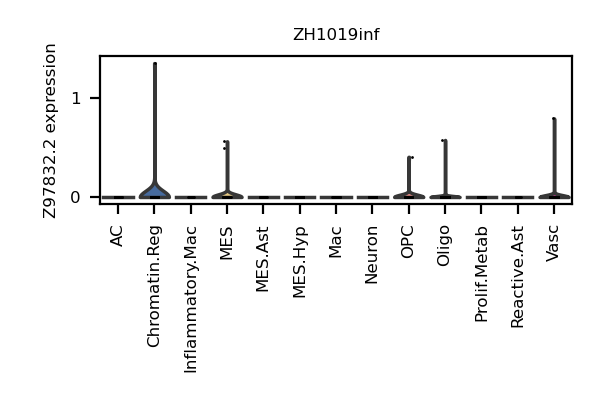 ZH1019inf
Z97832.2 expression
1
0
AC
Chromatin.Reg
Inflammatory.Mac
MES
MES.Ast
MES.Hyp
Mac
Neuron
OPC
Oligo
Prolif.Metab
Reactive.Ast
Vasc